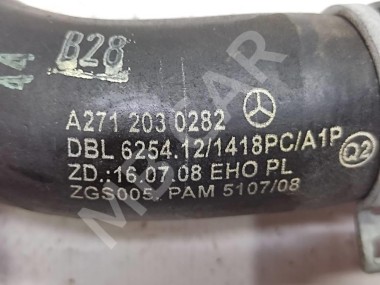 B28
A271 203 0282
DBL 6254.12/1418PC/A1P
Q2
ZD.:16.07.08 EHO PL
ZGS005. PAM 5107/08